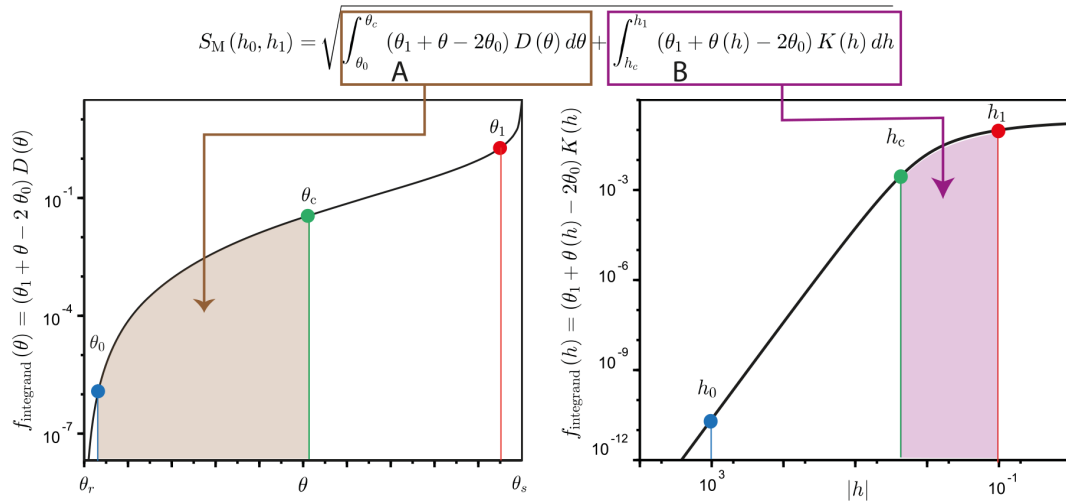 S_M (h_0, h_1) = √ ∫_{θ_0}^{θ_c} (θ_1 + θ − 2θ_0) D (θ) dθ + ∫_{h_c}^{h_1} (θ_1 + θ (h) − 2θ_0) K (h) dh
A B
f_integrand (θ) = (θ_1 + θ − 2 θ_0) D (θ)
10^-1
10^-4
10^-7
θ_0
θ_c
θ_1
θ_r θ θ_s
f_integrand (h) = (θ_1 + θ (h) − 2θ_0) K (h)
10^-3
10^-6
10^-9
10^-12
h_0
h_c
h_1
10^3 |h| 10^-1